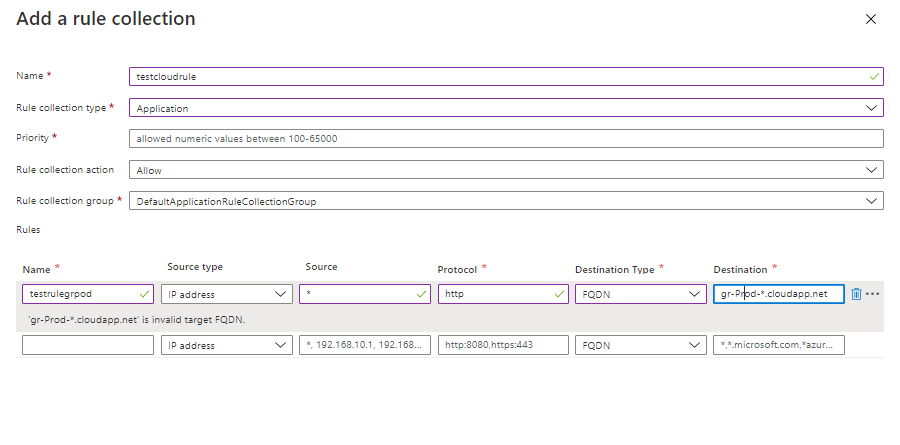 Add a rule collection
Name *
testcloudrule
Rule collection type *
Application
Priority *
allowed numeric values between 100-65000
Rule collection action
Allow
Rule collection group *
DefaultApplicationRuleCollectionGroup
Rules
Name * Source type Source Protocol * Destination Type * Destination *
testrulegrpod IP address * http FQDN gr-Prod-*.cloudapp.net
'gr-Prod-*.cloudapp.net' is invalid target FQDN.
IP address *, 192.168.10.1, 192.168... http:8080,https:443 FQDN *,*.microsoft.com,*azur...